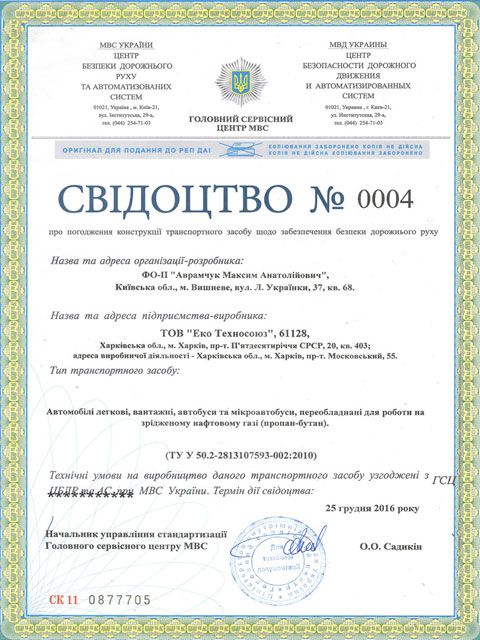 МВС УКРАЇНИ
ЦЕНТР
БЕЗПЕКИ ДОРОЖНЬОГО
РУХУ
ТА АВТОМАТИЗОВАНИХ
СИСТЕМ
01021, Україна , м. Київ-21,
вул. Інститутська, 29-а,
тел. (044) 254-71-03
ГОЛОВНИЙ СЕРВІСНИЙ
ЦЕНТР МВС
МВД УКРАИНЫ
ЦЕНТР
БЕЗОПАСНОСТИ ДОРОЖНОГО
ДВИЖЕНИЯ
И АВТОМАТИЗИРОВАННЫХ
СИСТЕМ
01021, Украина , г. Киев-21,
ул. Институтская, 29-а,
тел. (044) 254-71-03
ОРИГІНАЛ ДЛЯ ПОДАННЯ ДО РЕП ДАІ
КОПІЮВАННЯ ЗАБОРОНЕНО КОПІЯ НЕ ДІЙСНА
КОПІЯ НЕ ДІЙСНА КОПІЮВАННЯ ЗАБОРОНЕНО
СВІДОЦТВО № 0004
про погодження конструкції транспортного засобу щодо забезпечення безпеки дорожнього руху
Назва та адреса організації-розробника:
ФО-П "Аврамчук Максим Анатолійович",
Київська обл., м. Вишневе, вул. Л. Українки, 37, кв. 68.
Назва та адреса підприємства-виробника:
ТОВ "Еко Техносоюз", 61128,
Харківська обл., м. Харків, пр-т. П'ятдесятиріччя СРСР, 20, кв. 403;
адреса виробничої діяльності - Харківська обл., м. Харків, пр-т. Московський, 55.
Тип транспортного засобу:
Автомобілі легкові, вантажні, автобуси та мікроавтобуси, переобладнані для роботи на
зрідженому нафтовому газі (пропан-бутан).
(ТУ У 50.2-2813107593-002:2010)
Технічні умови на виробництво даного транспортного засобу узгоджені з ГСЦ
ЦБДР та АС при МВС України. Термін дії свідоцтва:
25 грудня 2016 року
Начальник управління стандартизації
Головного сервісного центру МВС
О.О. Садикін
Для
технічної
документації
СК 11 0877705